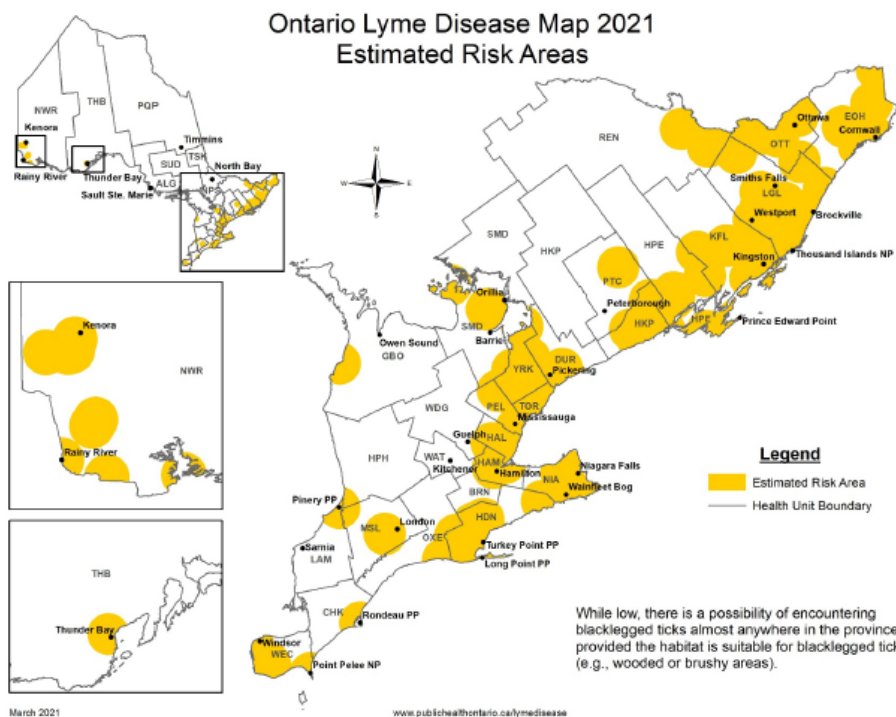 Ontario Lyme Disease Map 2021
Estimated Risk Areas
NWR
THB
PQP
Kenora
Timmins
TSK
SUD
North Bay
Rainy River
Thunder Bay
ALG
NPS
Sault Ste. Marie
N
W
E
S
REN
Ottawa
EOH
OTT
Cornwall
Smiths Falls
LGL
Westport
Brockville
KFL
Kingston
Thousand Islands NP
SMD
HKP
HPE
PTC
Peterborough
HKP
HPE
Prince Edward Point
Orillia
SMD
Barrie
Owen Sound
GBO
DUR
YRK
Pickering
PEL
TOR
Mississauga
WDG
Guelph
HAL
WAT
Kitchener
HAM
Hamilton
HPH
Niagara Falls
NIA
Wainfleet Bog
BRN
Pinery PP
MSL
London
OXE
HDN
Turkey Point PP
Long Point PP
Sarnia
LAM
CHK
Rondeau PP
Windsor
WEC
Point Pelee NP
Kenora
NWR
Rainy River
THB
Thunder Bay
Legend
Estimated Risk Area
Health Unit Boundary
While low, there is a possibility of encountering
blacklegged ticks almost anywhere in the province
provided the habitat is suitable for blacklegged tick
(e.g., wooded or brushy areas).
March 2021
www.publichealthontario.ca/lymedisease